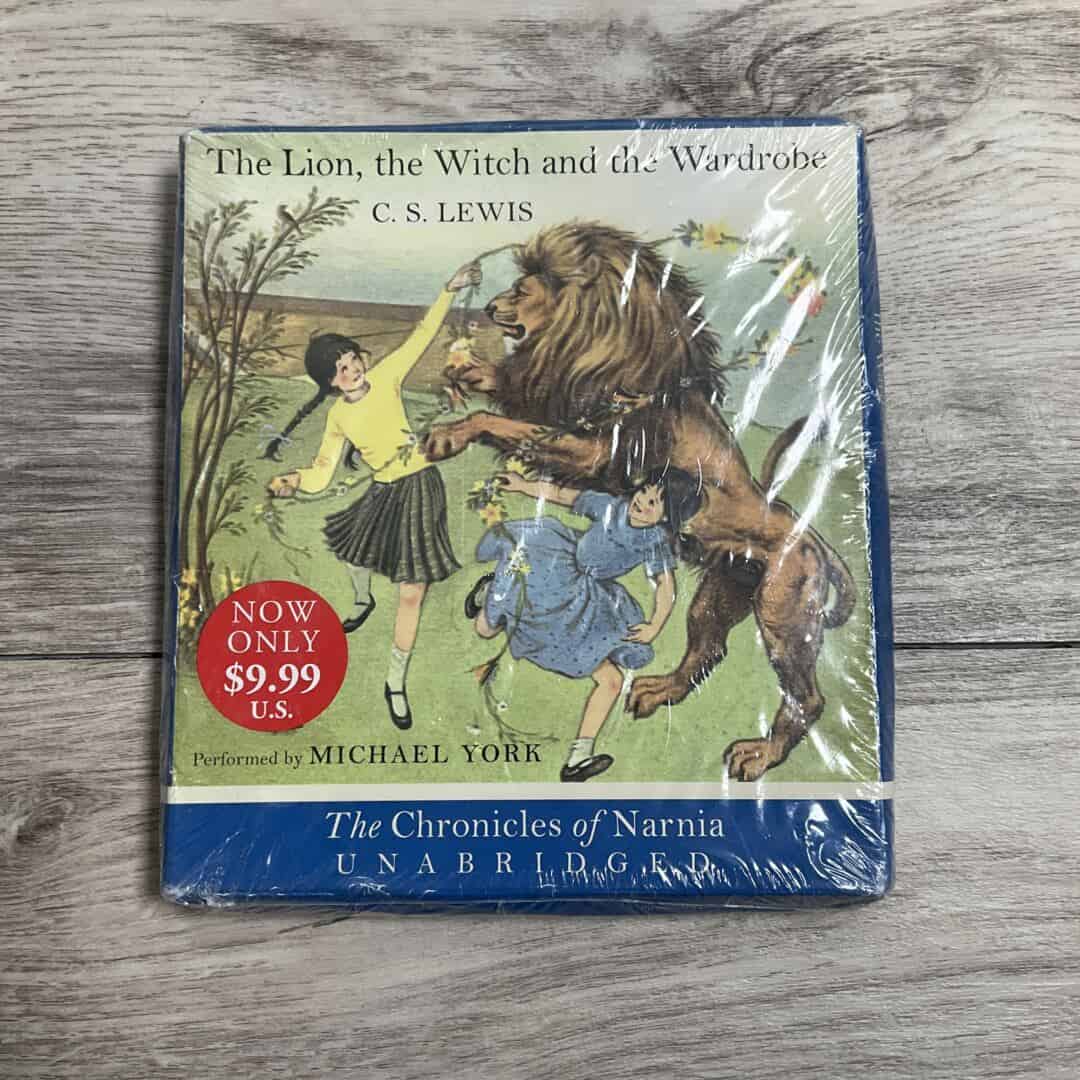 The Lion, the Witch and the Wardrobe
C. S. LEWIS
NOW
ONLY
$9.99
U.S.
Performed by MICHAEL YORK
The Chronicles of Narnia
UNABRIDGED